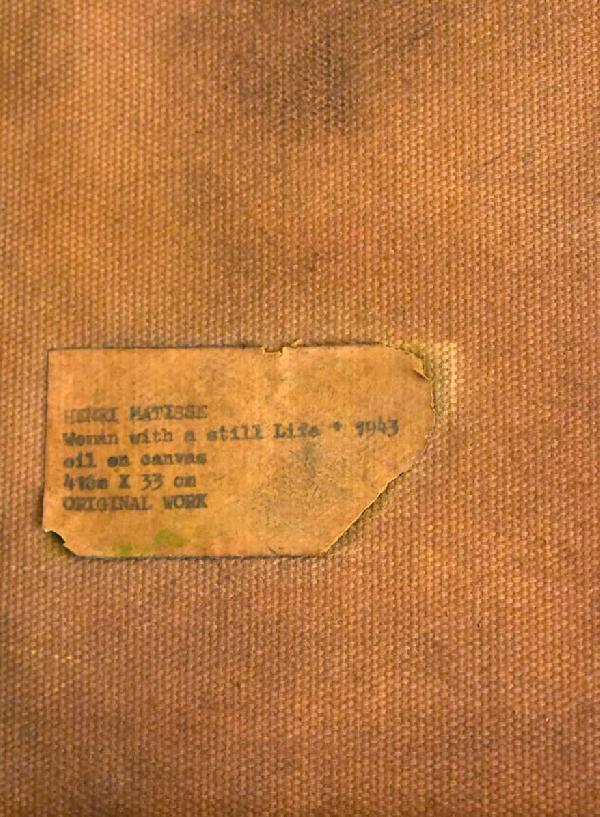 HENRI MATISSE
Woman with a still Life * 1943
oil on canvas
41cm X 33 cm
ORIGINAL WORK